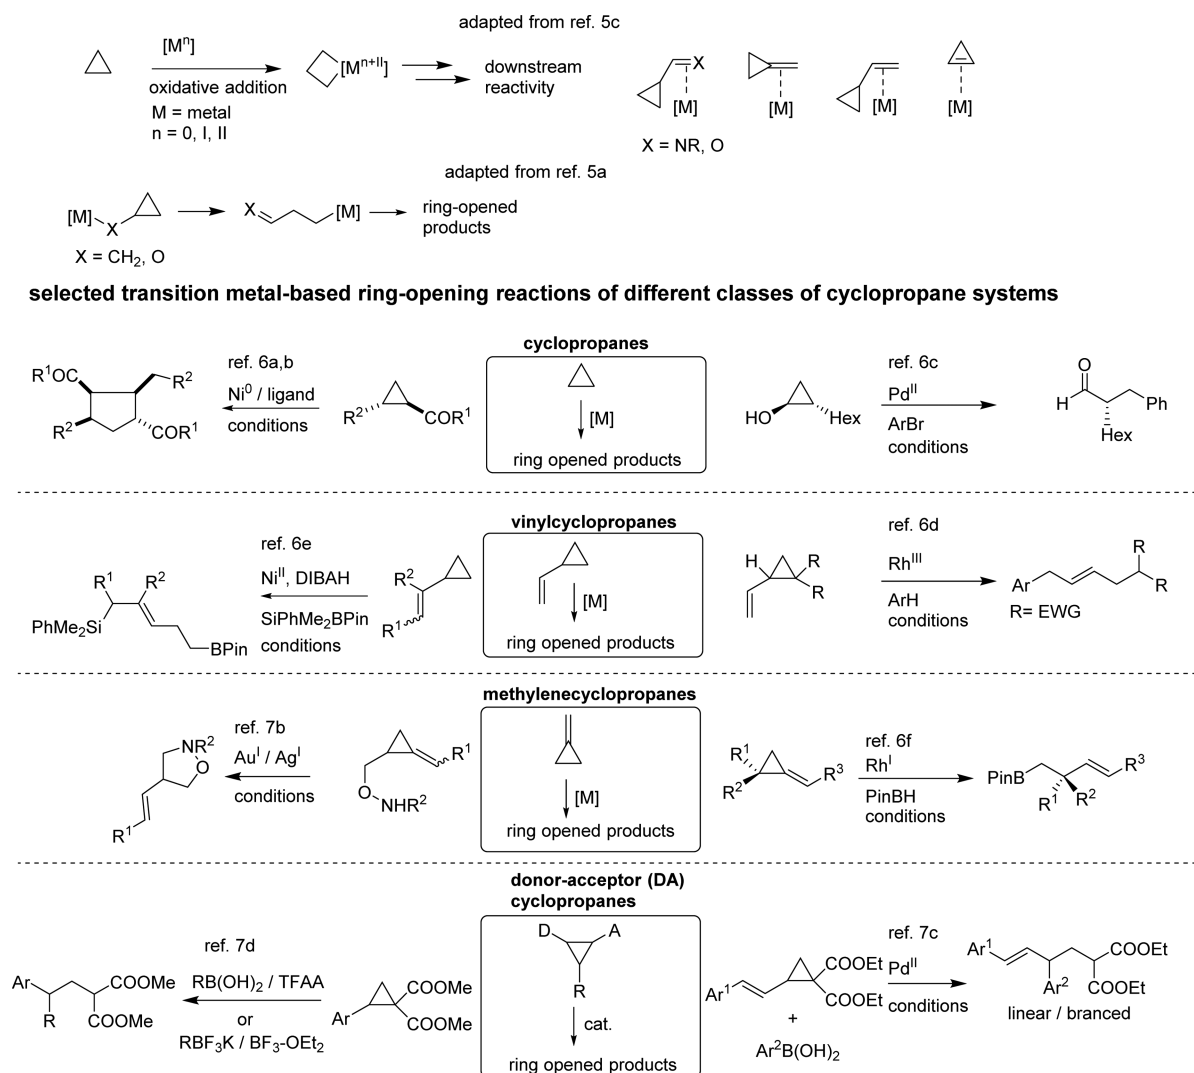 adapted from ref. 5c
[Mⁿ]
oxidative addition
M = metal
n = 0, I, II
[Mⁿ⁺ᴵᴵ]
downstream
reactivity
X
[M]
[M]
[M]
[M]
X = NR, O
adapted from ref. 5a
[M]
X
X = CH₂, O
X
[M]
ring-opened
products
selected transition metal-based ring-opening reactions of different classes of cyclopropane systems
cyclopropanes
R¹OC
R²
R²
COR¹
ref. 6a,b
Ni⁰ / ligand
conditions
R²
COR¹
[M]
ring opened products
HO
Hex
ref. 6c
Pdᴵᴵ
ArBr
conditions
O
H
Ph
Hex
vinylcyclopropanes
R¹
R²
PhMe₂Si
BPin
ref. 6e
Niᴵᴵ, DIBAH
SiPhMe₂BPin
conditions
R²
R¹
[M]
ring opened products
H
R
R
ref. 6d
Rhᴵᴵᴵ
ArH
conditions
R
Ar
R
R= EWG
methylenecyclopropanes
NR²
O
R¹
ref. 7b
Auᴵ / Agᴵ
conditions
R¹
O
NHR²
[M]
ring opened products
R¹
R²
R³
ref. 6f
Rhᴵ
PinBH
conditions
PinB
R³
R¹
R²
donor-acceptor (DA)
cyclopropanes
Ar
COOMe
R
COOMe
ref. 7d
RB(OH)₂ / TFAA
or
RBF₃K / BF₃-OEt₂
COOMe
Ar
COOMe
D
A
R
cat.
ring opened products
COOEt
Ar¹
COOEt
+
Ar²B(OH)₂
ref. 7c
Pdᴵᴵ
conditions
Ar¹
COOEt
Ar²
COOEt
linear / branced